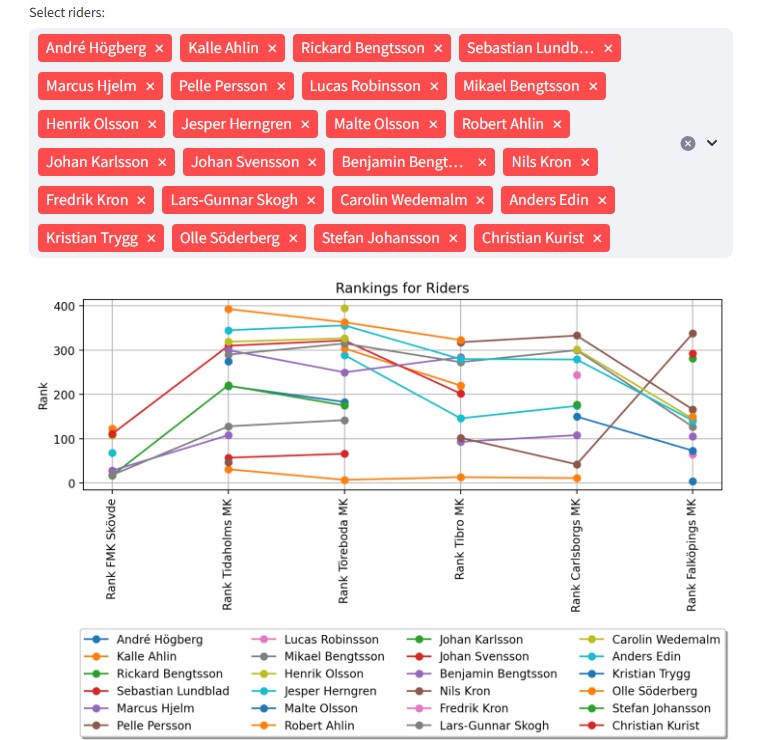 Select riders:
André Högberg × Kalle Ahlin × Rickard Bengtsson × Sebastian Lundb... ×
Marcus Hjelm × Pelle Persson × Lucas Robinsson × Mikael Bengtsson ×
Henrik Olsson × Jesper Herngren × Malte Olsson × Robert Ahlin ×
Johan Karlsson × Johan Svensson × Benjamin Bengt... × Nils Kron ×
Fredrik Kron × Lars-Gunnar Skogh × Carolin Wedemalm × Anders Edin ×
Kristian Trygg × Olle Söderberg × Stefan Johansson × Christian Kurist ×
Rankings for Riders
400
300
200
100
0
Rank
Rank FMK Skövde
Rank Tidaholms MK
Rank Töreboda MK
Rank Tibro MK
Rank Carlsborgs MK
Rank Falköpings MK
André Högberg Lucas Robinsson Johan Karlsson Carolin Wedemalm
Kalle Ahlin Mikael Bengtsson Johan Svensson Anders Edin
Rickard Bengtsson Henrik Olsson Benjamin Bengtsson Kristian Trygg
Sebastian Lundblad Jesper Herngren Nils Kron Olle Söderberg
Marcus Hjelm Malte Olsson Fredrik Kron Stefan Johansson
Pelle Persson Robert Ahlin Lars-Gunnar Skogh Christian Kurist